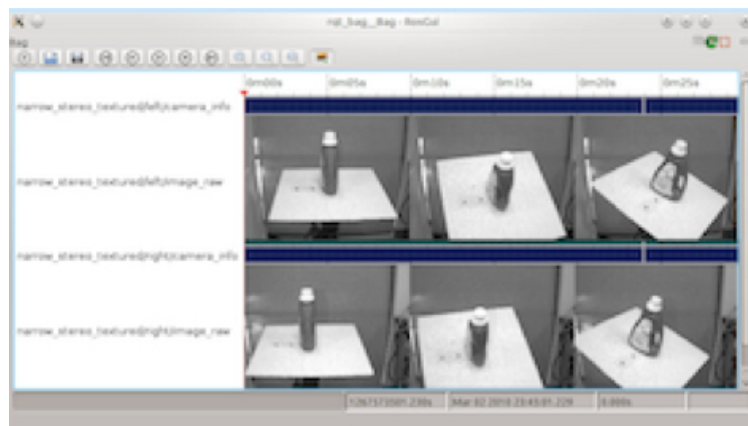 rqt_bag__Bag - RosGui
Bag
0m00s 0m05s 0m10s 0m15s 0m20s 0m25s
narrow_stereo_textured/left/camera_info
narrow_stereo_textured/left/image_raw
narrow_stereo_textured/right/camera_info
narrow_stereo_textured/right/image_raw
Mar 02 2010 23:45:01.229 0.000s